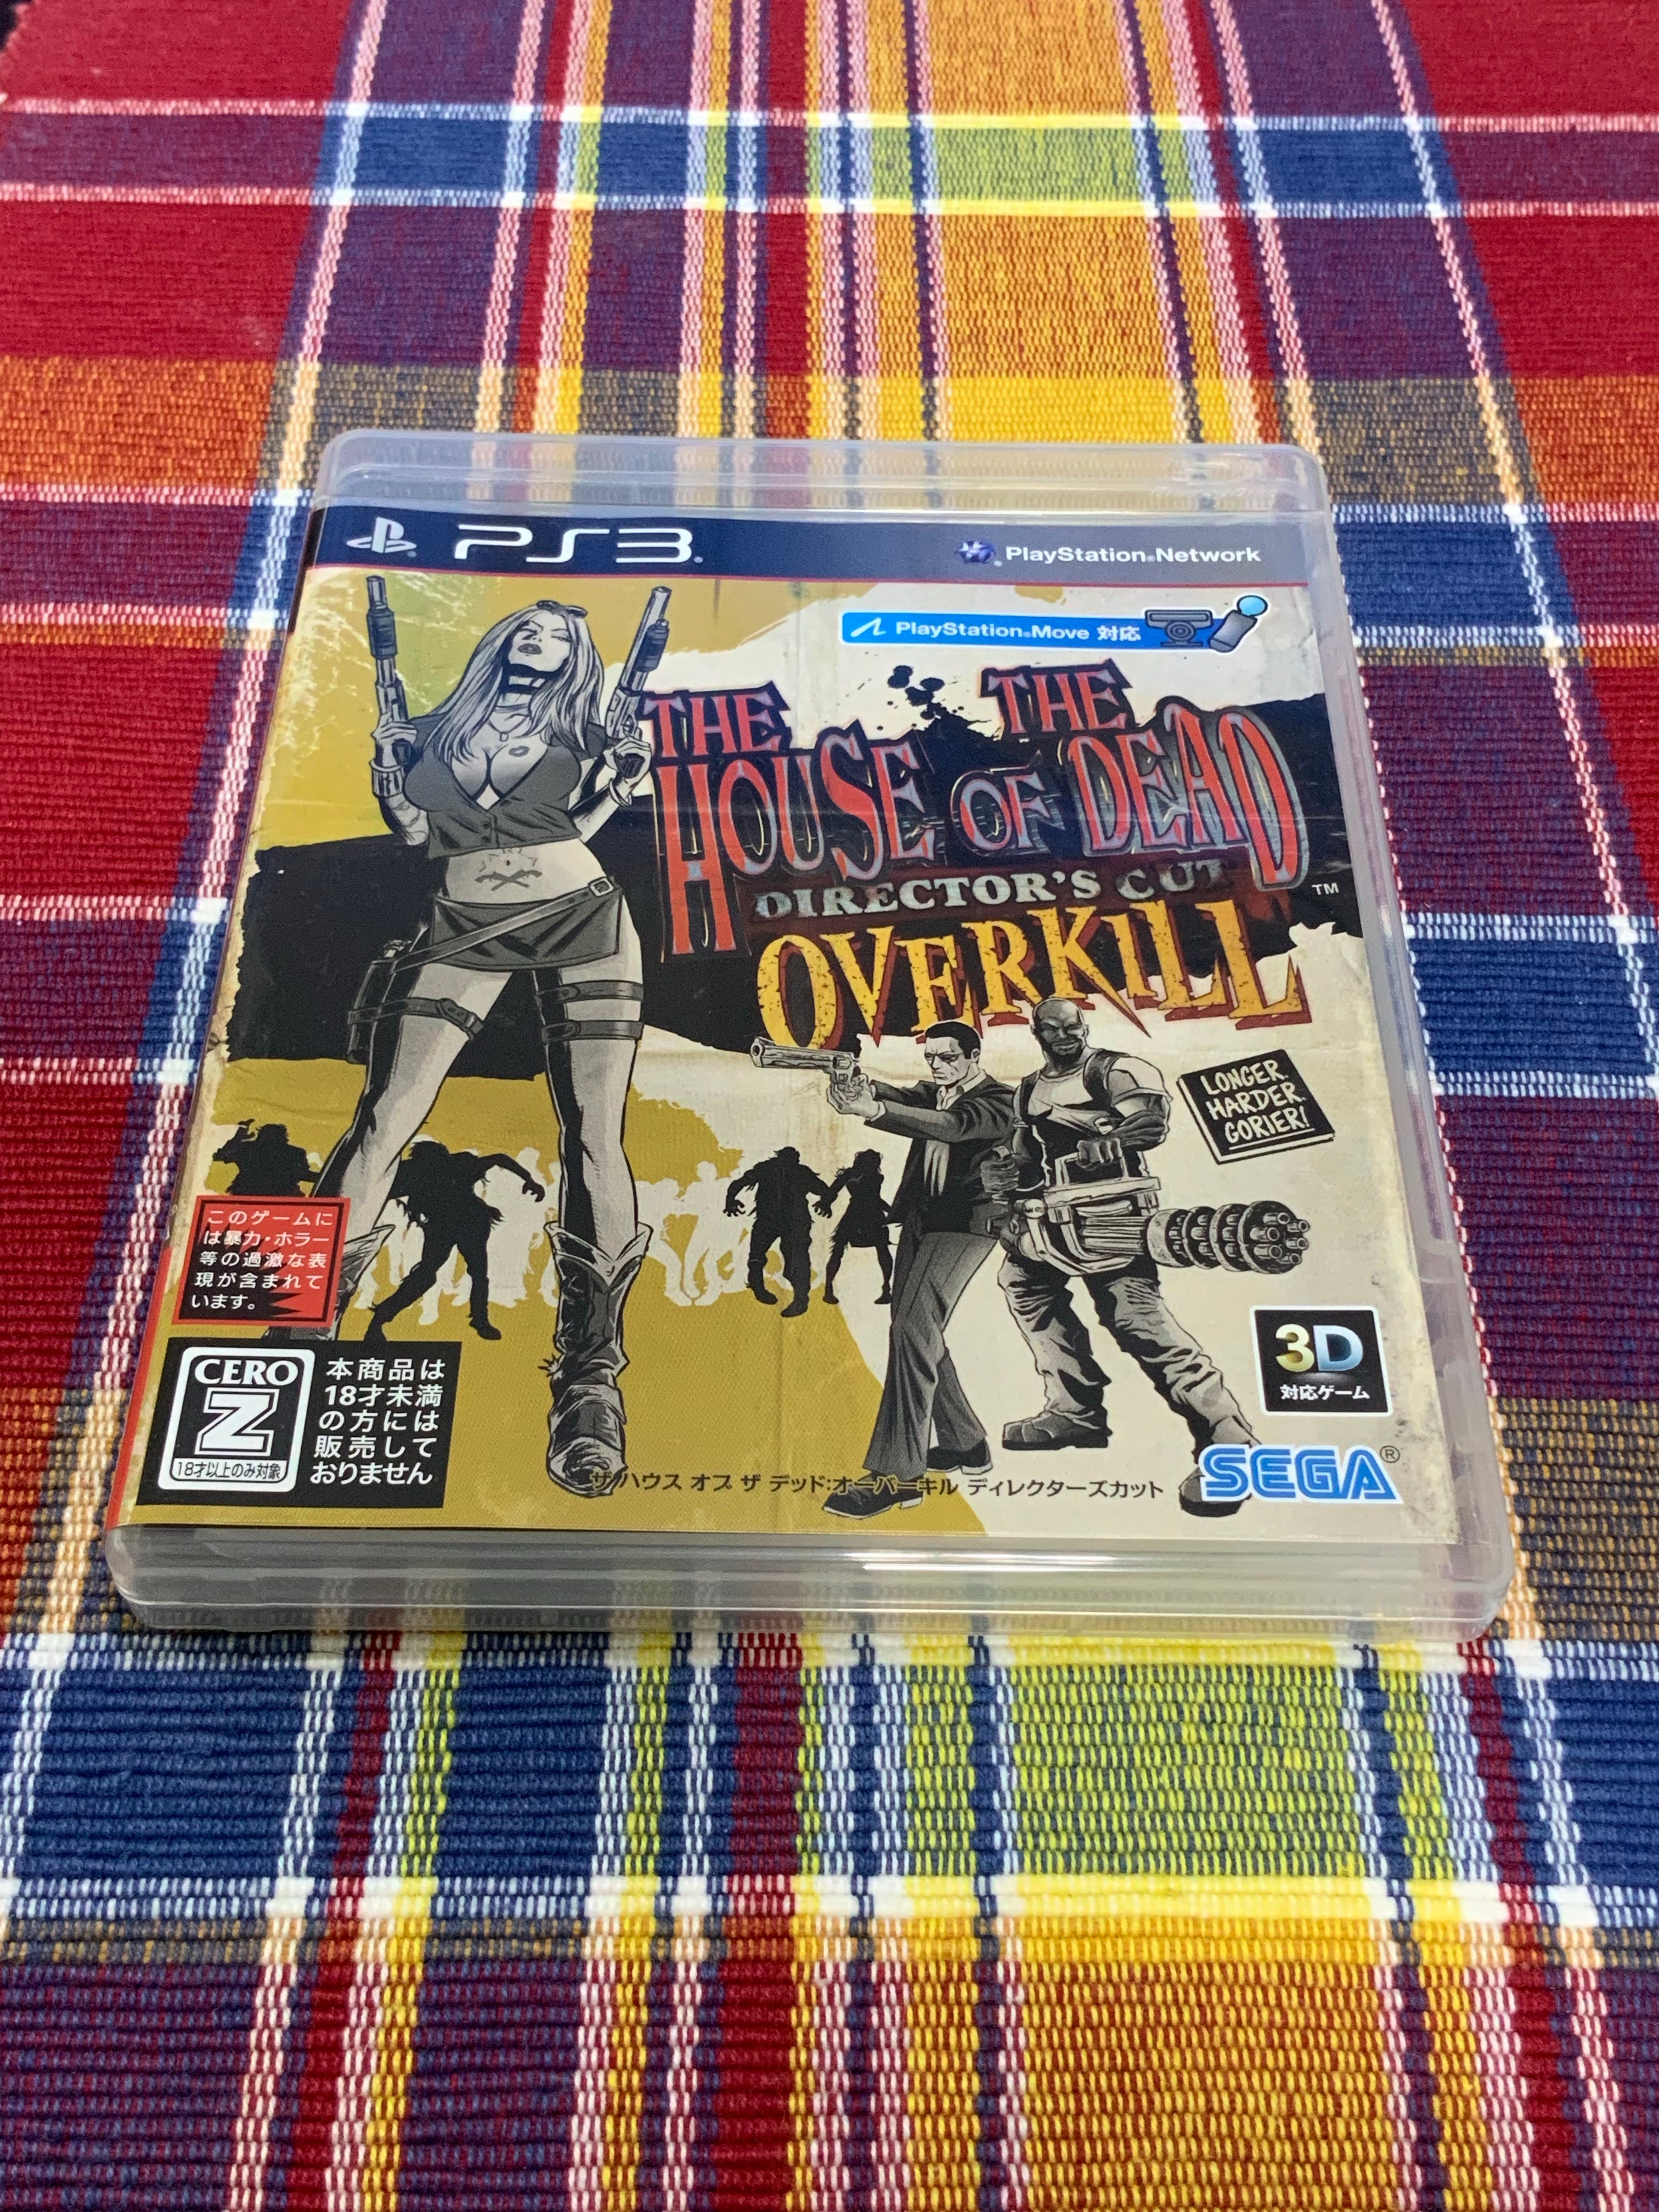 PS3
PlayStation®Network
PlayStation®Move 対応
THE
HOUSE OF THE DEAD
DIRECTOR'S CUT
OVERKILL™
LONGER.
HARDER.
GORIER!
このゲームに
は暴力・ホラー
等の過激な表
現が含まれて
います。
CERO
Z
18才以上のみ対象
本商品は
18才未満
の方には
販売して
おりません
3D
対応ゲーム
ザ ハウス オブ ザ デッド:オーバーキル ディレクターズカット
SEGA®